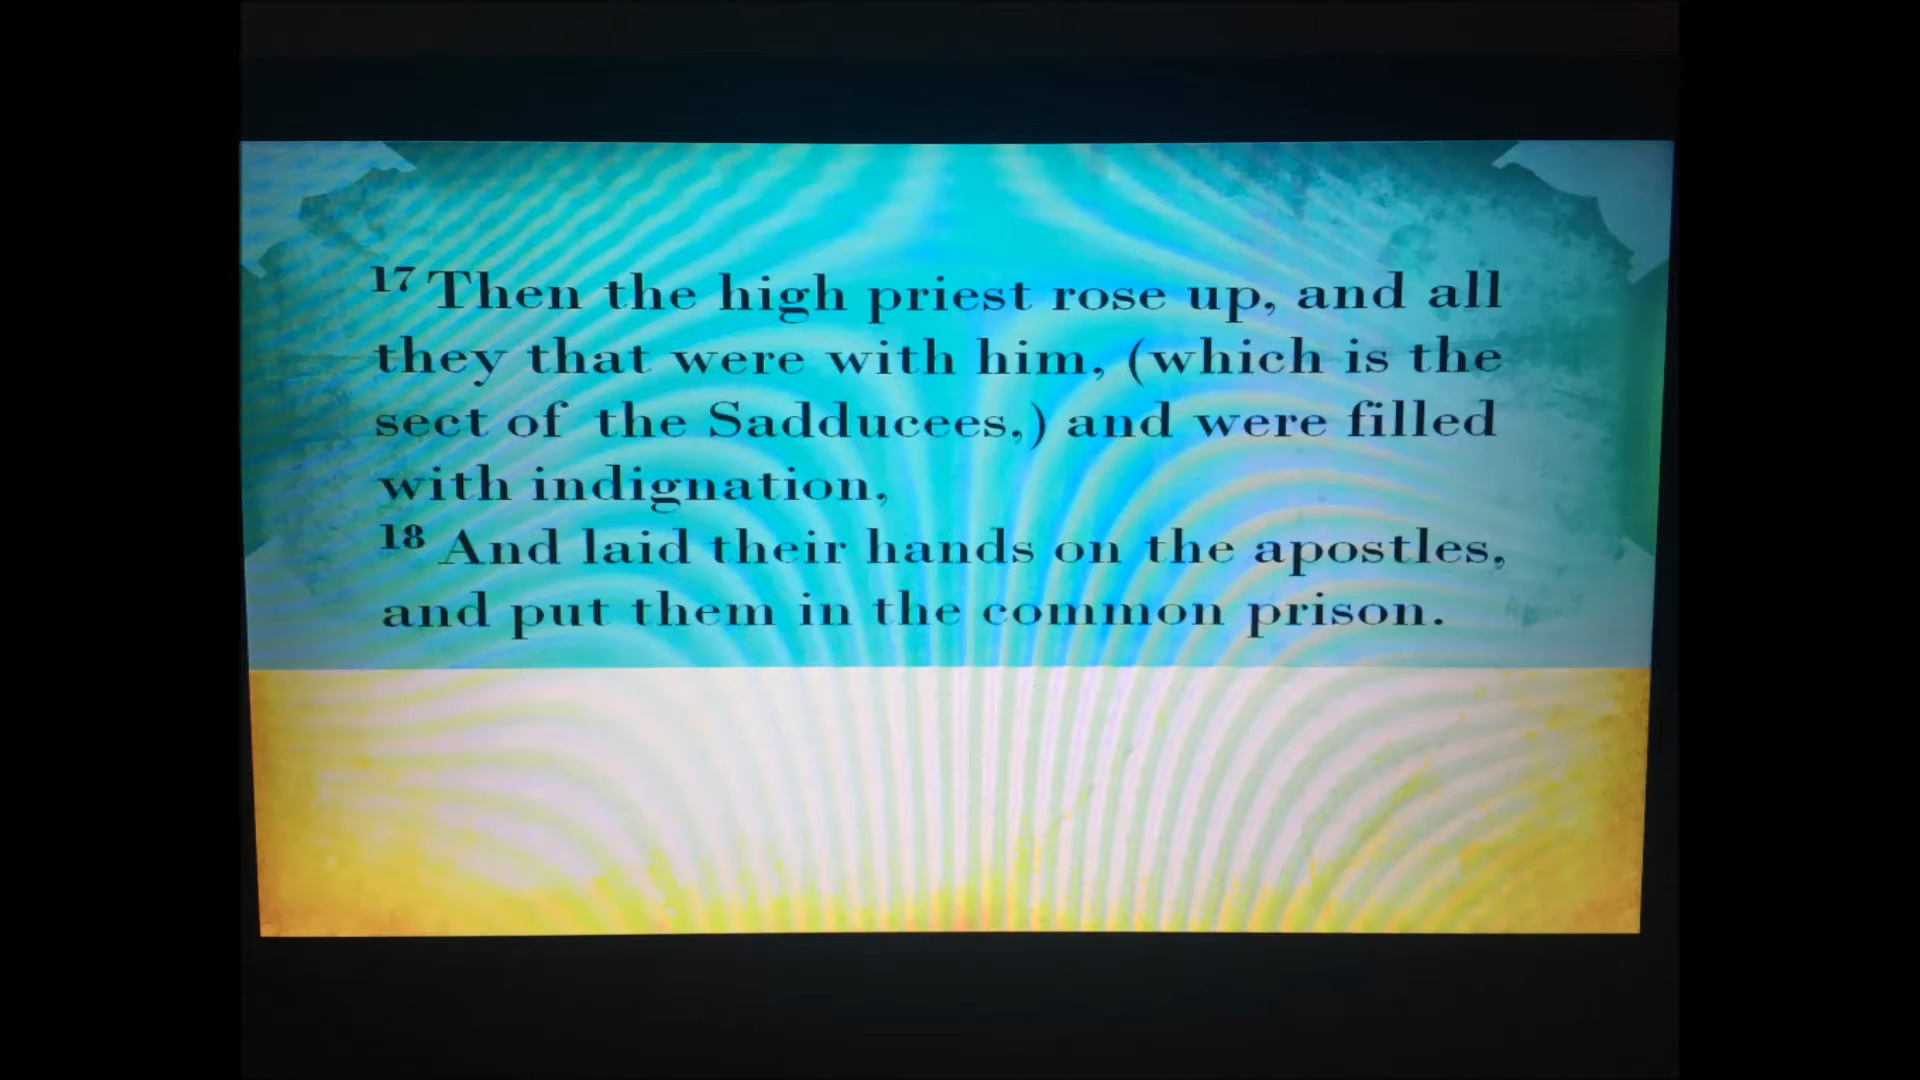 17 Then the high priest rose up, and all
they that were with him, (which is the
sect of the Sadducees,) and were filled
with indignation,
18 And laid their hands on the apostles,
and put them in the common prison.